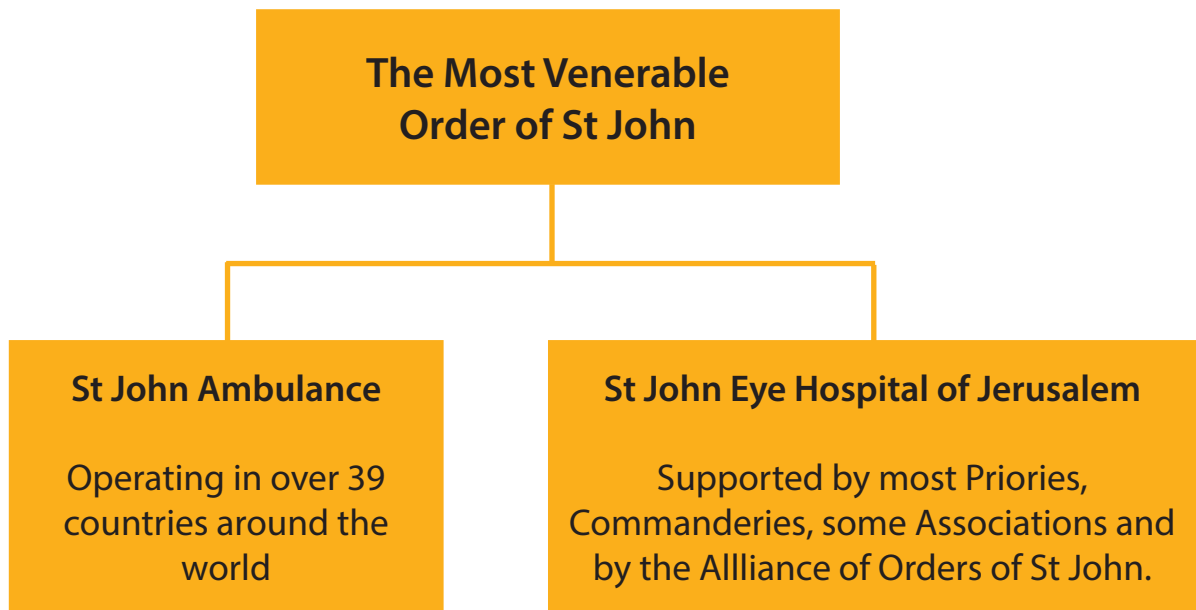 The Most Venerable
Order of St John
St John Ambulance
Operating in over 39
countries around the
world
St John Eye Hospital of Jerusalem
Supported by most Priories,
Commanderies, some Associations and
by the Allliance of Orders of St John.